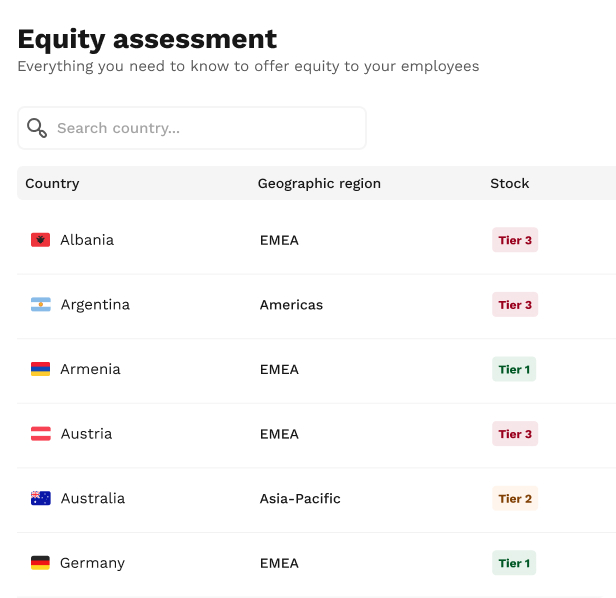 Equity assessment
Everything you need to know to offer equity to your employees
Search country...
Country Geographic region Stock
Albania EMEA Tier 3
Argentina Americas Tier 3
Armenia EMEA Tier 1
Austria EMEA Tier 3
Australia Asia-Pacific Tier 2
Germany EMEA Tier 1